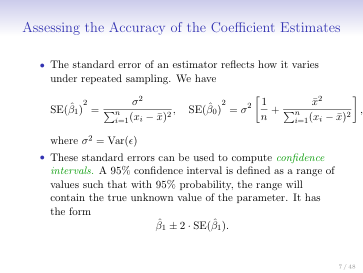 Assessing the Accuracy of the Coefficient Estimates
• The standard error of an estimator reflects how it varies
under repeated sampling. We have
SE(β̂₁)² = σ² / ∑ᵢ₌₁ⁿ(xᵢ − x̄)², SE(β̂₀)² = σ² [1/n + x̄² / ∑ᵢ₌₁ⁿ(xᵢ − x̄)²],
where σ² = Var(ϵ)
• These standard errors can be used to compute confidence
intervals. A 95% confidence interval is defined as a range of
values such that with 95% probability, the range will
contain the true unknown value of the parameter. It has
the form
β̂₁ ± 2 · SE(β̂₁).
7 / 48